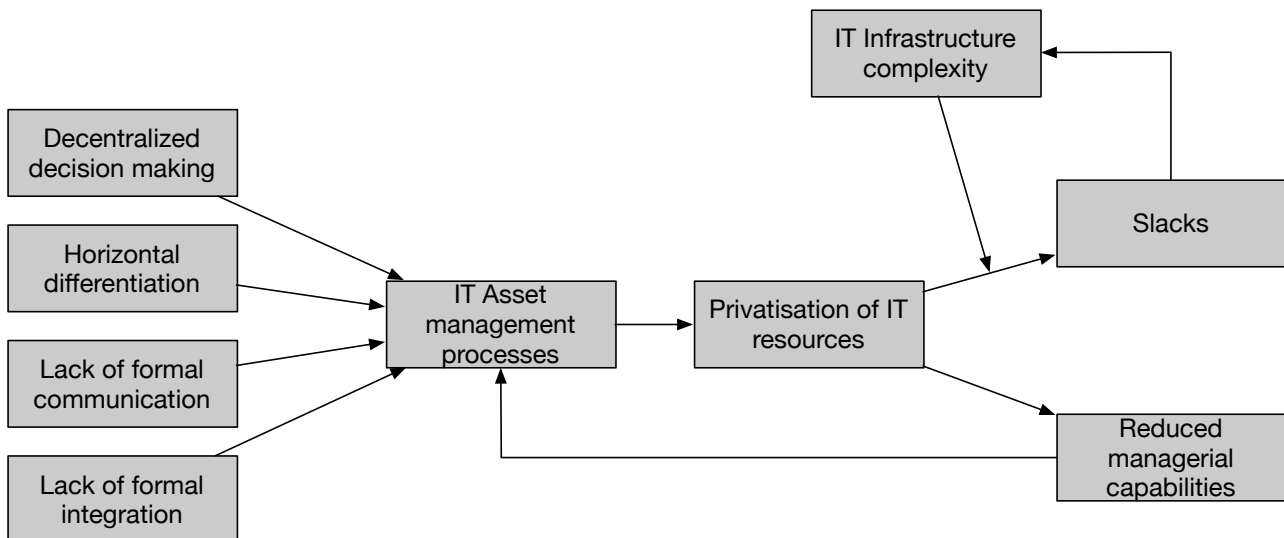 IT Infrastructure
complexity
Decentralized
decision making
Slacks
Horizontal
differentiation
IT Asset
management
processes
Privatisation of IT
resources
Lack of formal
communication
Reduced
managerial
capabilities
Lack of formal
integration